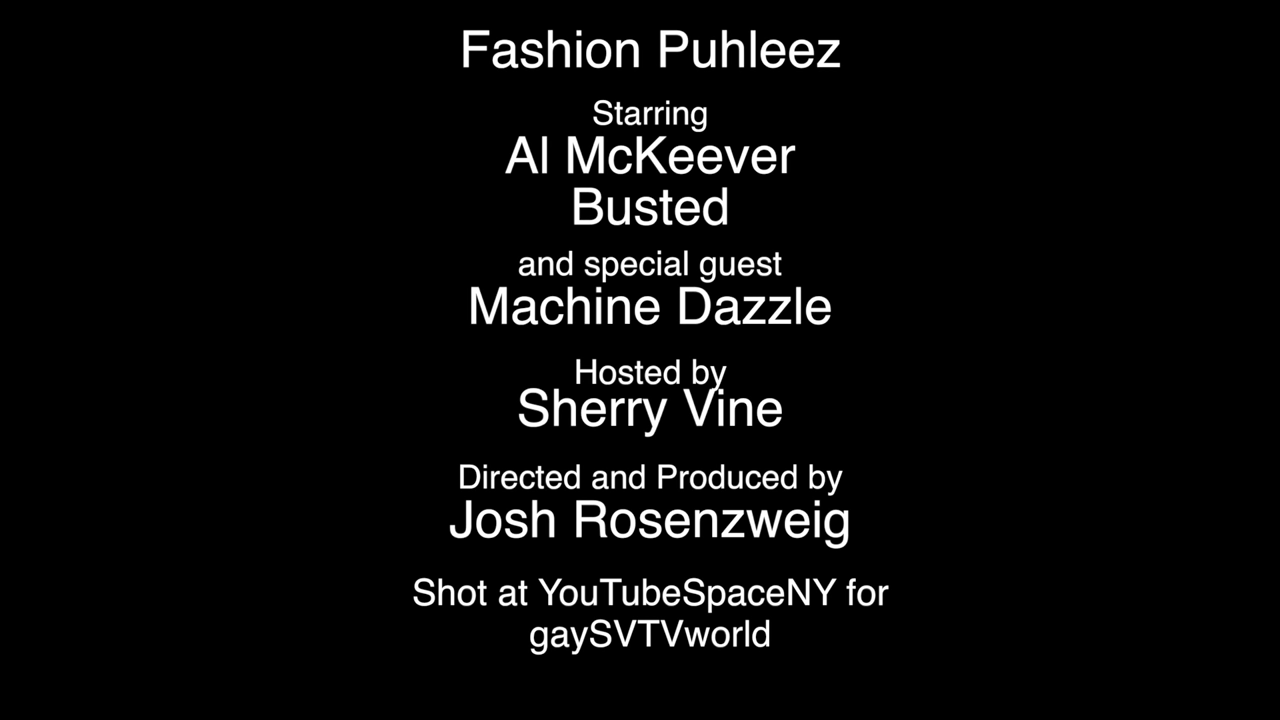 Fashion Puhleez
Starring
Al McKeever
Busted
and special guest
Machine Dazzle
Hosted by
Sherry Vine
Directed and Produced by
Josh Rosenzweig
Shot at YouTubeSpaceNY for
gaySVTVworld